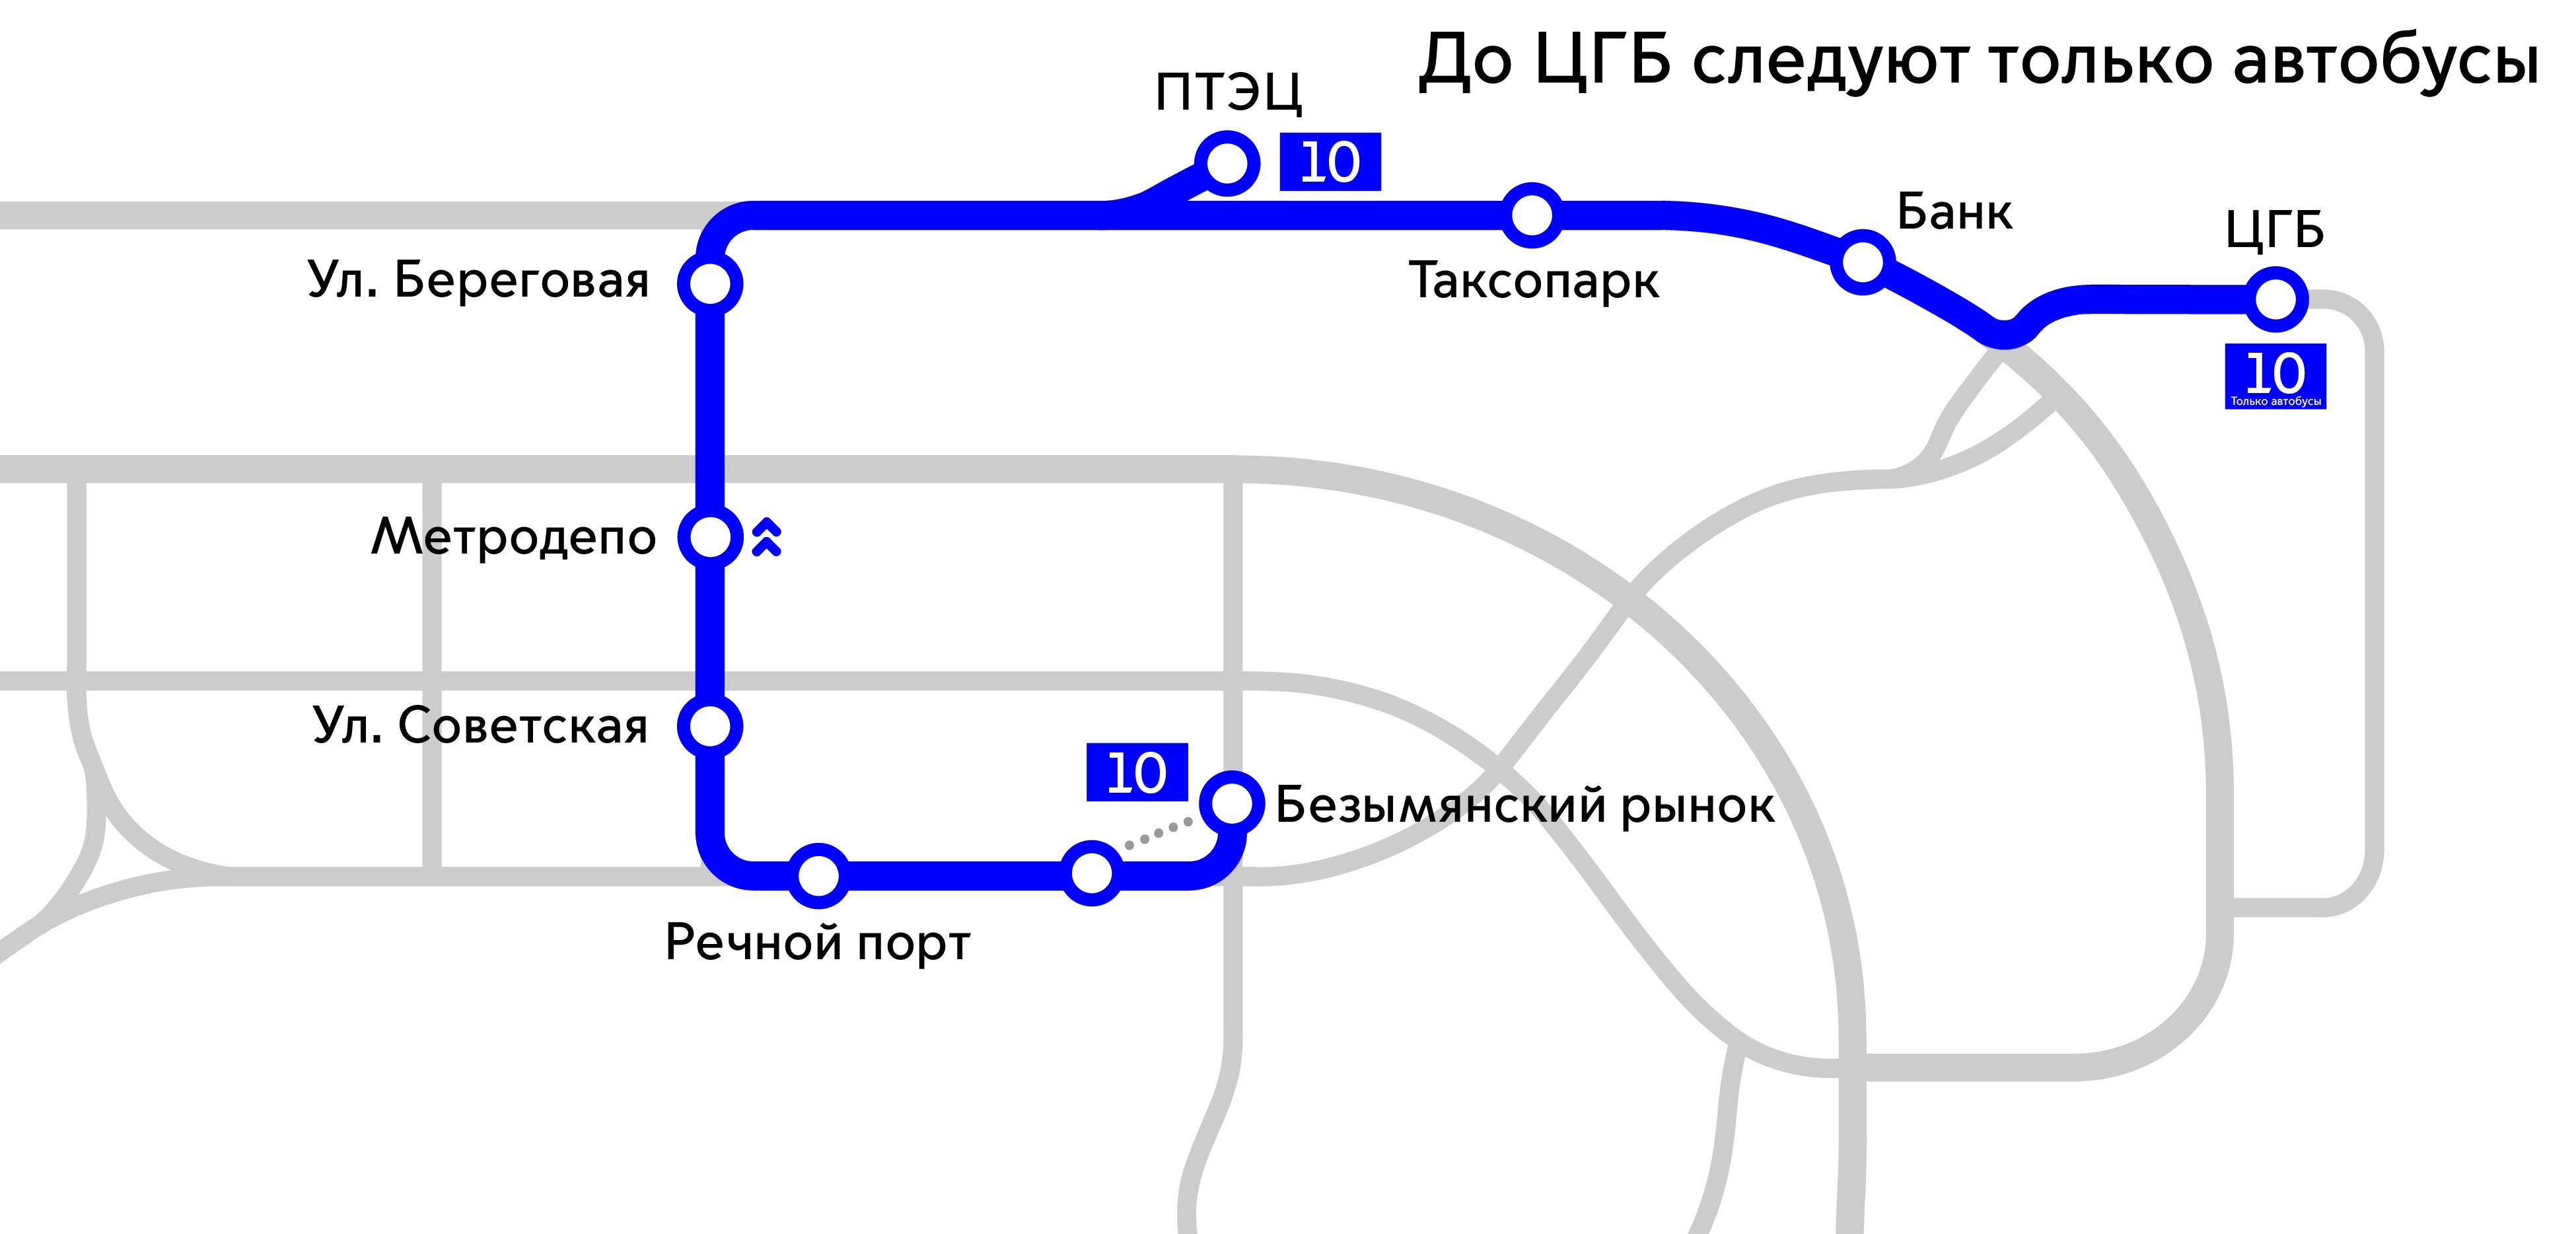 До ЦГБ следуют только автобусы
ПТЭЦ
10
Банк
ЦГБ
Ул. Береговая
Таксопарк
10
Только автобусы
Метродепо
Ул. Советская
10
Безымянский рынок
Речной порт